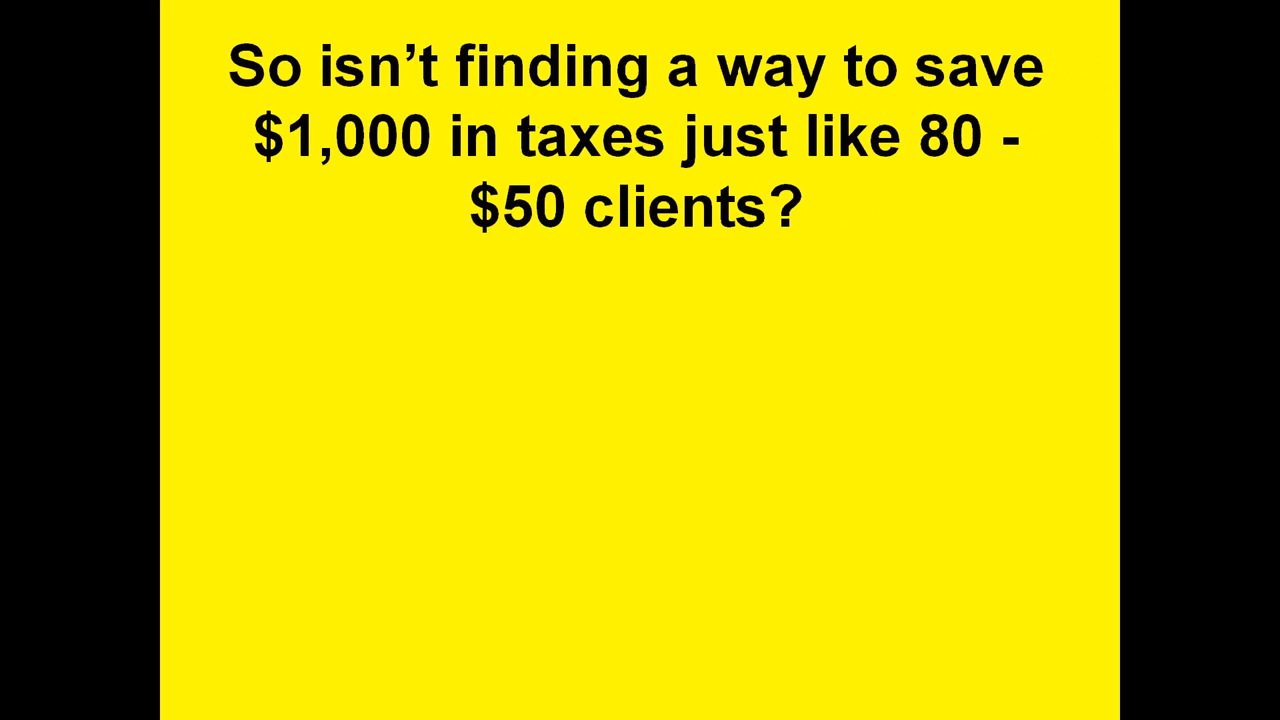 So isn’t finding a way to save
$1,000 in taxes just like 80 -
$50 clients?